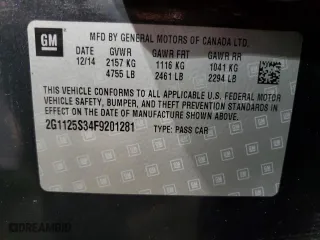 GM
MFD BY GENERAL MOTORS OF CANADA LTD.
DATE GVWR GAWR FRT GAWR RR
12/14 2157 KG 1116 KG 1041 KG
4755 LB 2461 LB 2294 LB
THIS VEHICLE CONFORMS TO ALL APPLICABLE U.S. FEDERAL MOTOR
VEHICLE SAFETY, BUMPER, AND THEFT PREVENTION STANDARDS IN
EFFECT ON THE DATE OF MANUFACTURE SHOWN ABOVE.
2G1125S34F9201281 TYPE: PASS CAR
DREAMRIDE